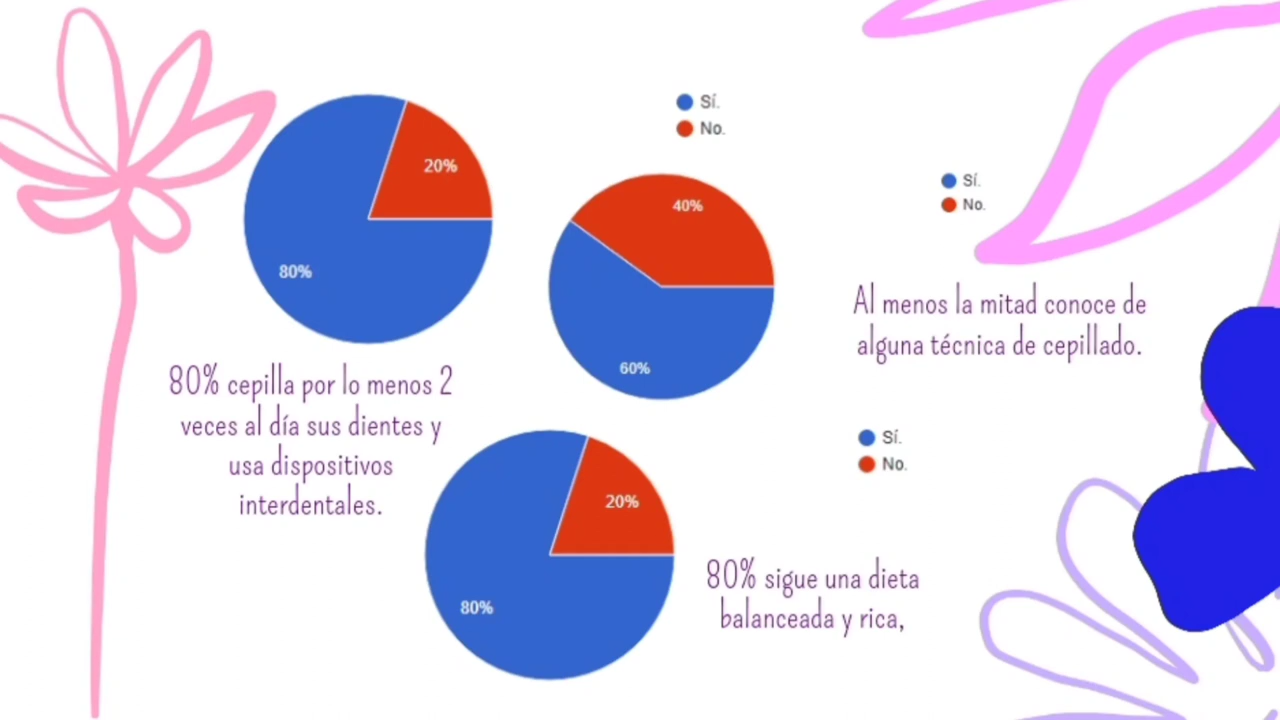 Sí.
No.
20%
80%
80% cepilla por lo menos 2
veces al día sus dientes y
usa dispositivos
interdentales.
Sí.
No.
40%
60%
Al menos la mitad conoce de
alguna técnica de cepillado.
Sí.
No.
20%
80%
80% sigue una dieta
balanceada y rica,